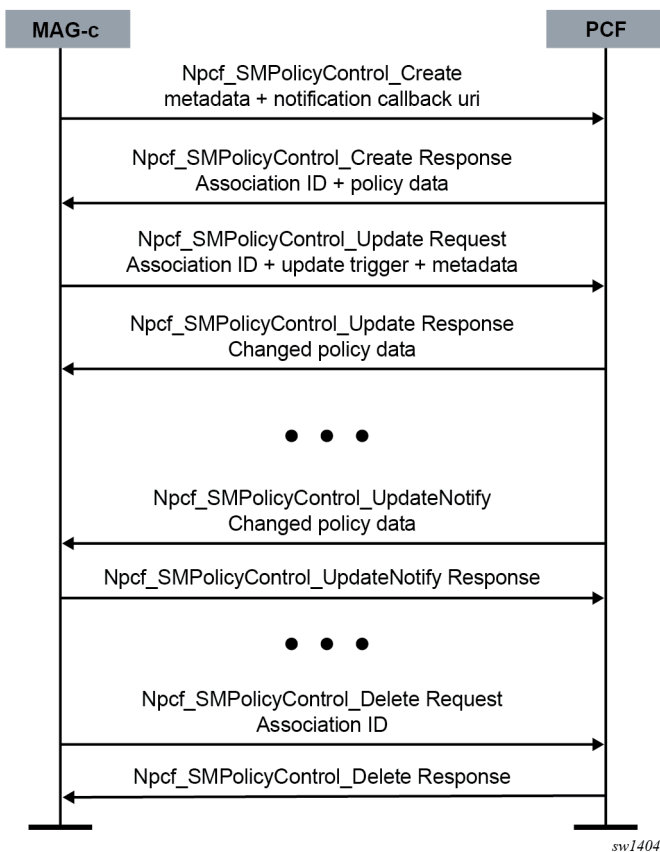 MAG-c
PCF
Npcf_SMPolicyControl_Create
metadata + notification callback uri
Npcf_SMPolicyControl_Create Response
Association ID + policy data
Npcf_SMPolicyControl_Update Request
Association ID + update trigger + metadata
Npcf_SMPolicyControl_Update Response
Changed policy data
Npcf_SMPolicyControl_UpdateNotify
Changed policy data
Npcf_SMPolicyControl_UpdateNotify Response
Npcf_SMPolicyControl_Delete Request
Association ID
Npcf_SMPolicyControl_Delete Response
sw1404